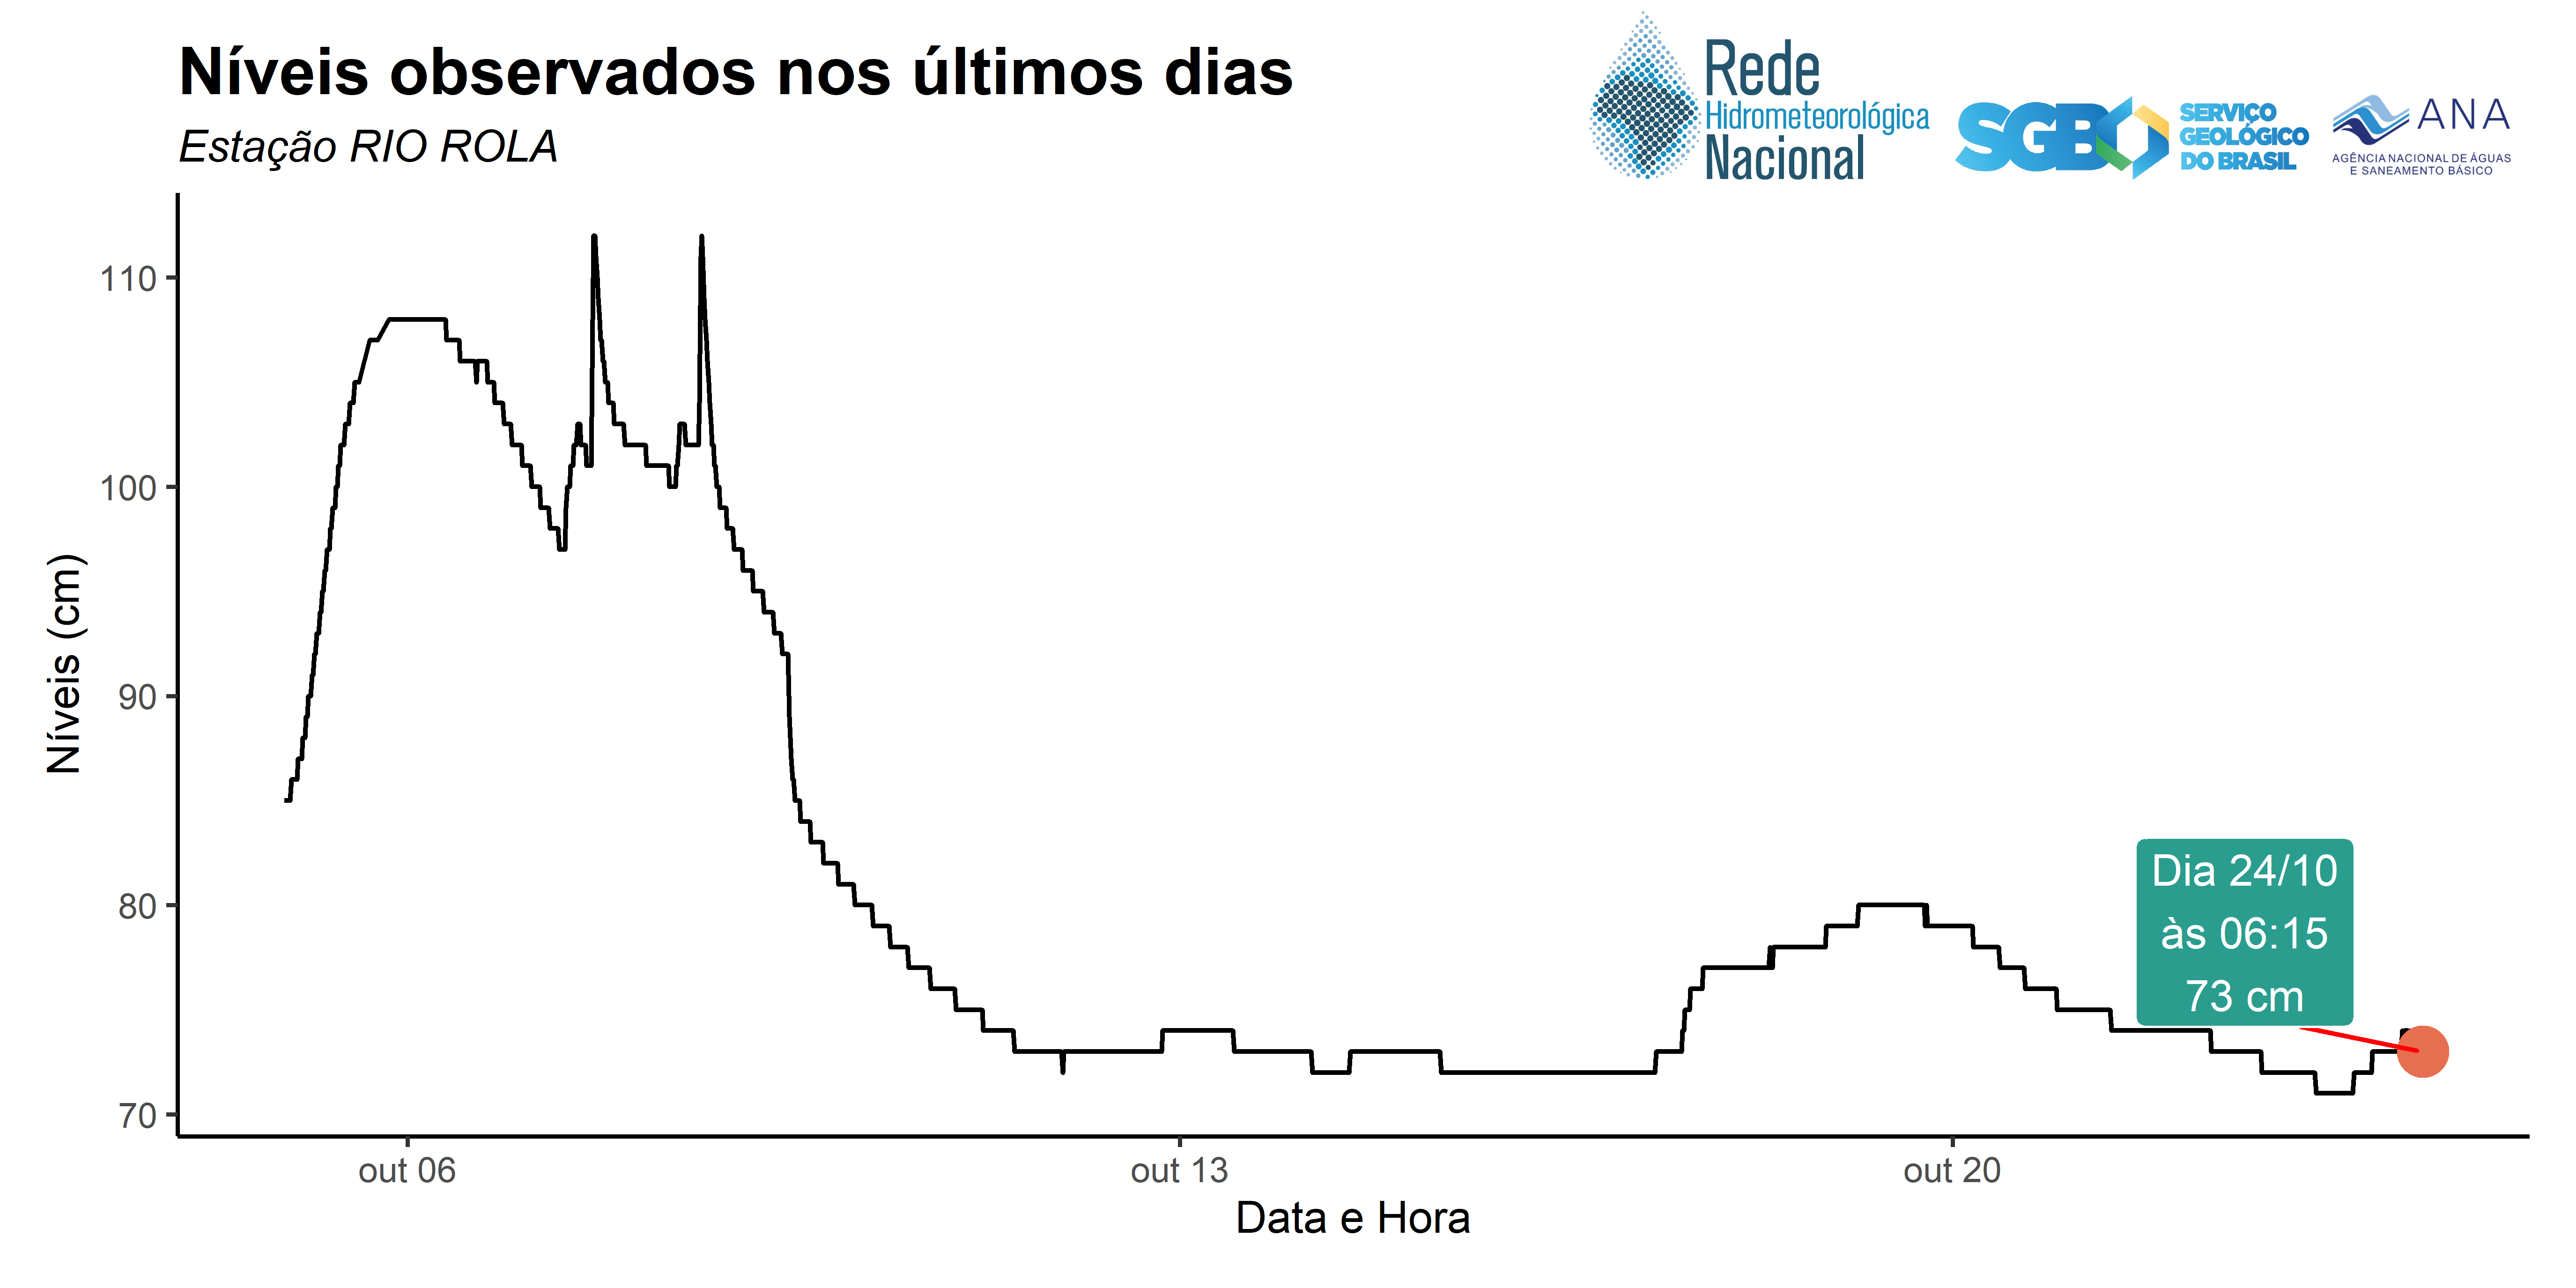 Níveis observados nos últimos dias
Estação RIO ROLA
Rede
Hidrometeorológica
Nacional
SGB
SERVIÇO
GEOLÓGICO
DO BRASIL
ANA
AGÊNCIA NACIONAL DE ÁGUAS
E SANEAMENTO BÁSICO
Níveis (cm)
110
100
90
80
70
Dia 24/10
às 06:15
73 cm
out 06
out 13
out 20
Data e Hora